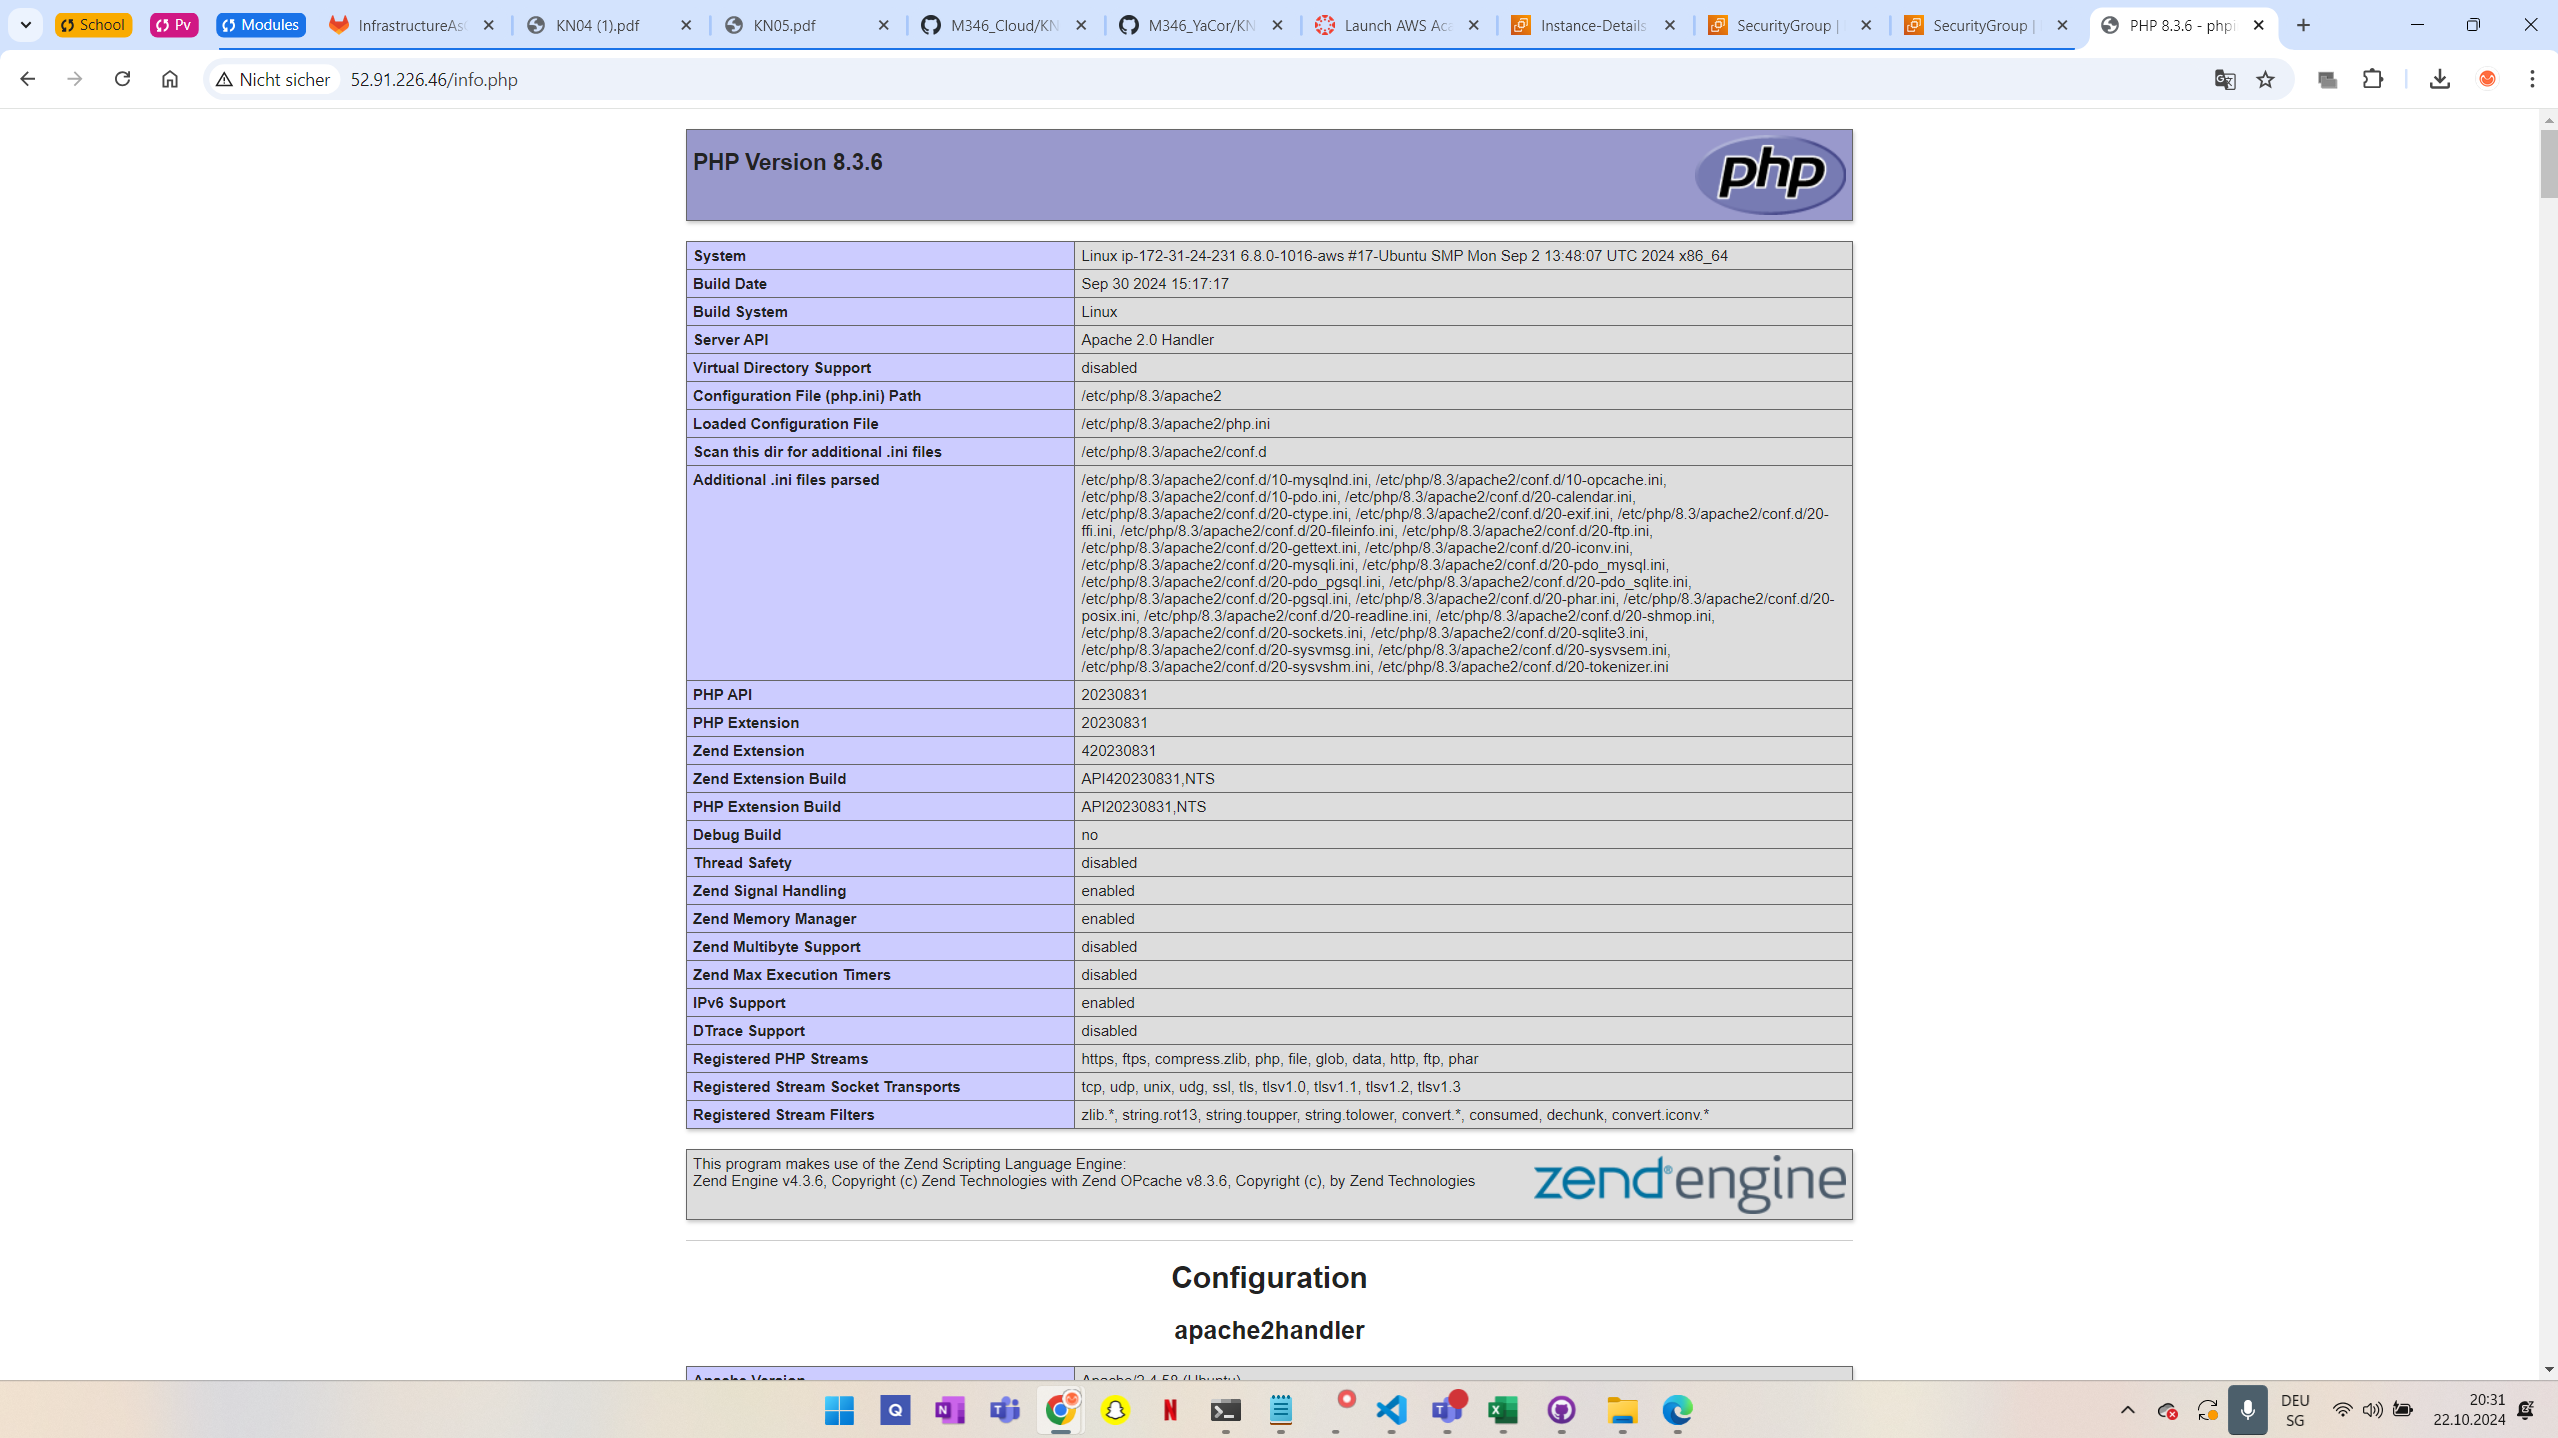 School
Pv
Modules
InfrastructureAs
KN04 (1).pdf
KN05.pdf
M346_Cloud/KN
M346_YaCor/KN
Launch AWS Aca
Instance-Details
SecurityGroup |
SecurityGroup |
PHP 8.3.6 - phpi
Nicht sicher
52.91.226.46/info.php
PHP Version 8.3.6
php
System Linux ip-172-31-24-231 6.8.0-1016-aws #17-Ubuntu SMP Mon Sep 2 13:48:07 UTC 2024 x86_64
Build Date Sep 30 2024 15:17:17
Build System Linux
Server API Apache 2.0 Handler
Virtual Directory Support disabled
Configuration File (php.ini) Path /etc/php/8.3/apache2
Loaded Configuration File /etc/php/8.3/apache2/php.ini
Scan this dir for additional .ini files /etc/php/8.3/apache2/conf.d
Additional .ini files parsed /etc/php/8.3/apache2/conf.d/10-mysqlnd.ini, /etc/php/8.3/apache2/conf.d/10-opcache.ini,
/etc/php/8.3/apache2/conf.d/10-pdo.ini, /etc/php/8.3/apache2/conf.d/20-calendar.ini,
/etc/php/8.3/apache2/conf.d/20-ctype.ini, /etc/php/8.3/apache2/conf.d/20-exif.ini, /etc/php/8.3/apache2/conf.d/20-
ffi.ini, /etc/php/8.3/apache2/conf.d/20-fileinfo.ini, /etc/php/8.3/apache2/conf.d/20-ftp.ini,
/etc/php/8.3/apache2/conf.d/20-gettext.ini, /etc/php/8.3/apache2/conf.d/20-iconv.ini,
/etc/php/8.3/apache2/conf.d/20-mysqli.ini, /etc/php/8.3/apache2/conf.d/20-pdo_mysql.ini,
/etc/php/8.3/apache2/conf.d/20-pdo_pgsql.ini, /etc/php/8.3/apache2/conf.d/20-pdo_sqlite.ini,
/etc/php/8.3/apache2/conf.d/20-pgsql.ini, /etc/php/8.3/apache2/conf.d/20-phar.ini, /etc/php/8.3/apache2/conf.d/20-
posix.ini, /etc/php/8.3/apache2/conf.d/20-readline.ini, /etc/php/8.3/apache2/conf.d/20-shmop.ini,
/etc/php/8.3/apache2/conf.d/20-sockets.ini, /etc/php/8.3/apache2/conf.d/20-sqlite3.ini,
/etc/php/8.3/apache2/conf.d/20-sysvmsg.ini, /etc/php/8.3/apache2/conf.d/20-sysvsem.ini,
/etc/php/8.3/apache2/conf.d/20-sysvshm.ini, /etc/php/8.3/apache2/conf.d/20-tokenizer.ini
PHP API 20230831
PHP Extension 20230831
Zend Extension 420230831
Zend Extension Build API420230831,NTS
PHP Extension Build API20230831,NTS
Debug Build no
Thread Safety disabled
Zend Signal Handling enabled
Zend Memory Manager enabled
Zend Multibyte Support disabled
Zend Max Execution Timers disabled
IPv6 Support enabled
DTrace Support disabled
Registered PHP Streams https, ftps, compress.zlib, php, file, glob, data, http, ftp, phar
Registered Stream Socket Transports tcp, udp, unix, udg, ssl, tls, tlsv1.0, tlsv1.1, tlsv1.2, tlsv1.3
Registered Stream Filters zlib.*, string.rot13, string.toupper, string.tolower, convert.*, consumed, dechunk, convert.iconv.*
This program makes use of the Zend Scripting Language Engine:
Zend Engine v4.3.6, Copyright (c) Zend Technologies with Zend OPcache v8.3.6, Copyright (c), by Zend Technologies
zend®engine
Configuration
apache2handler
Apache Version Apache/2.4.58 (Ubuntu)
DEU
SG
20:31
22.10.2024